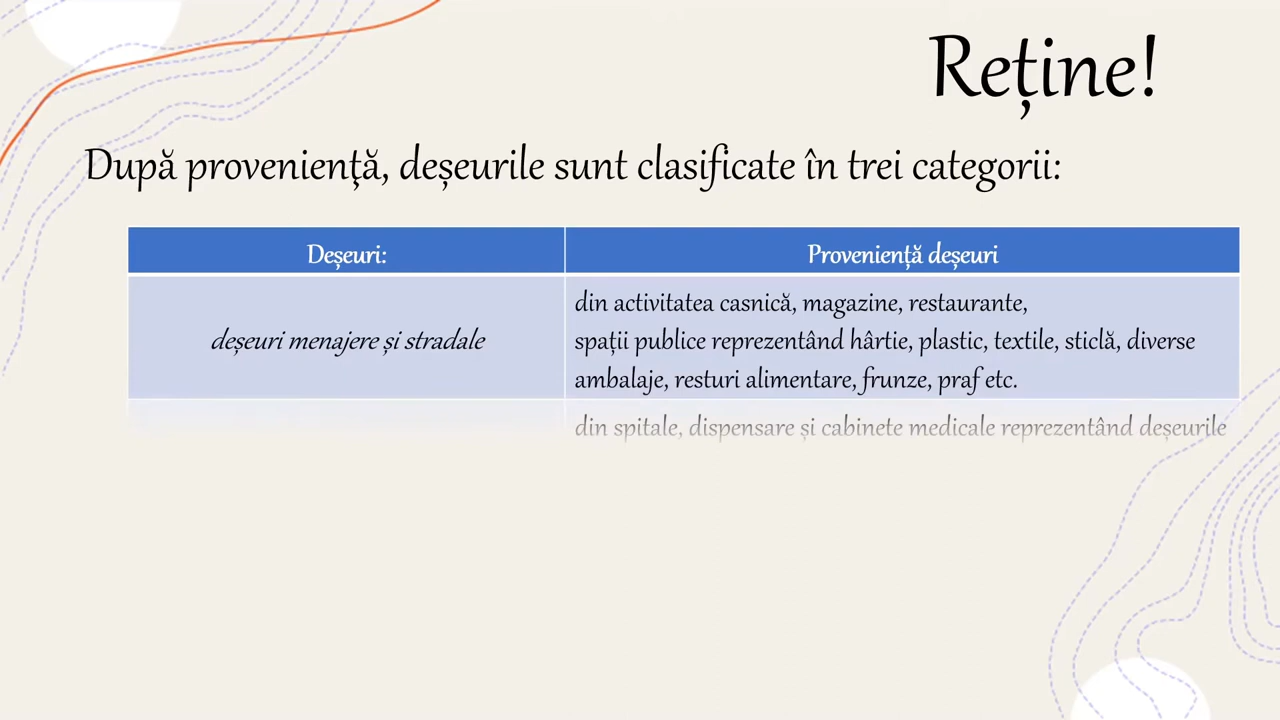 Reține!
După proveniență, deșeurile sunt clasificate în trei categorii:
Deșeuri:
Proveniență deșeuri
deșeuri menajere și stradale
din activitatea casnică, magazine, restaurante,
spații publice reprezentând hârtie, plastic, textile, sticlă, diverse
ambalaje, resturi alimentare, frunze, praf etc.
din spitale, dispensare și cabinete medicale reprezentând deșeurile